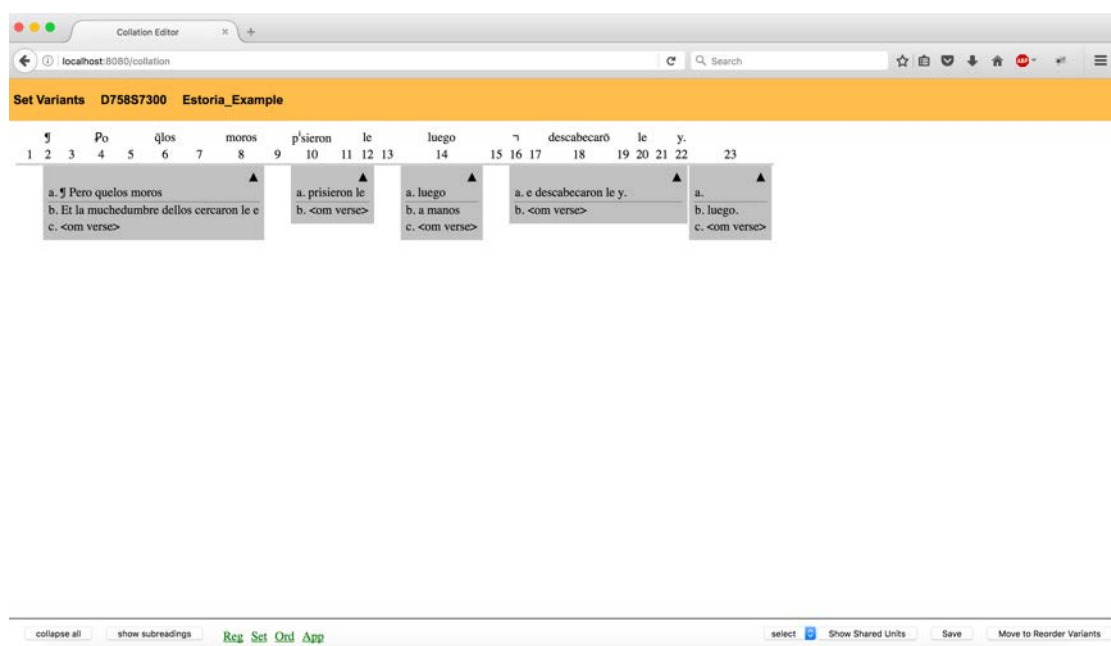 Collation Editor × +
localhost:8080/collation Search
Set Variants D758S7300 Estoria_Example
¶ Ꝑo q̄los moros pⁱsieron le luego ⁊ descabecarō le y.
1 2 3 4 5 6 7 8 9 10 11 12 13 14 15 16 17 18 19 20 21 22 23
a. ¶ Pero quelos moros ▲ a. prisieron le ▲ a. luego ▲ a. e descabecaron le y. ▲ a. ▲
b. Et la muchedumbre dellos cercaron le e b. <om verse> b. a manos b. <om verse> b. luego.
c. <om verse> c. <om verse> c. <om verse>
collapse all show subreadings Reg Set Ord App select Show Shared Units Save Move to Reorder Variants